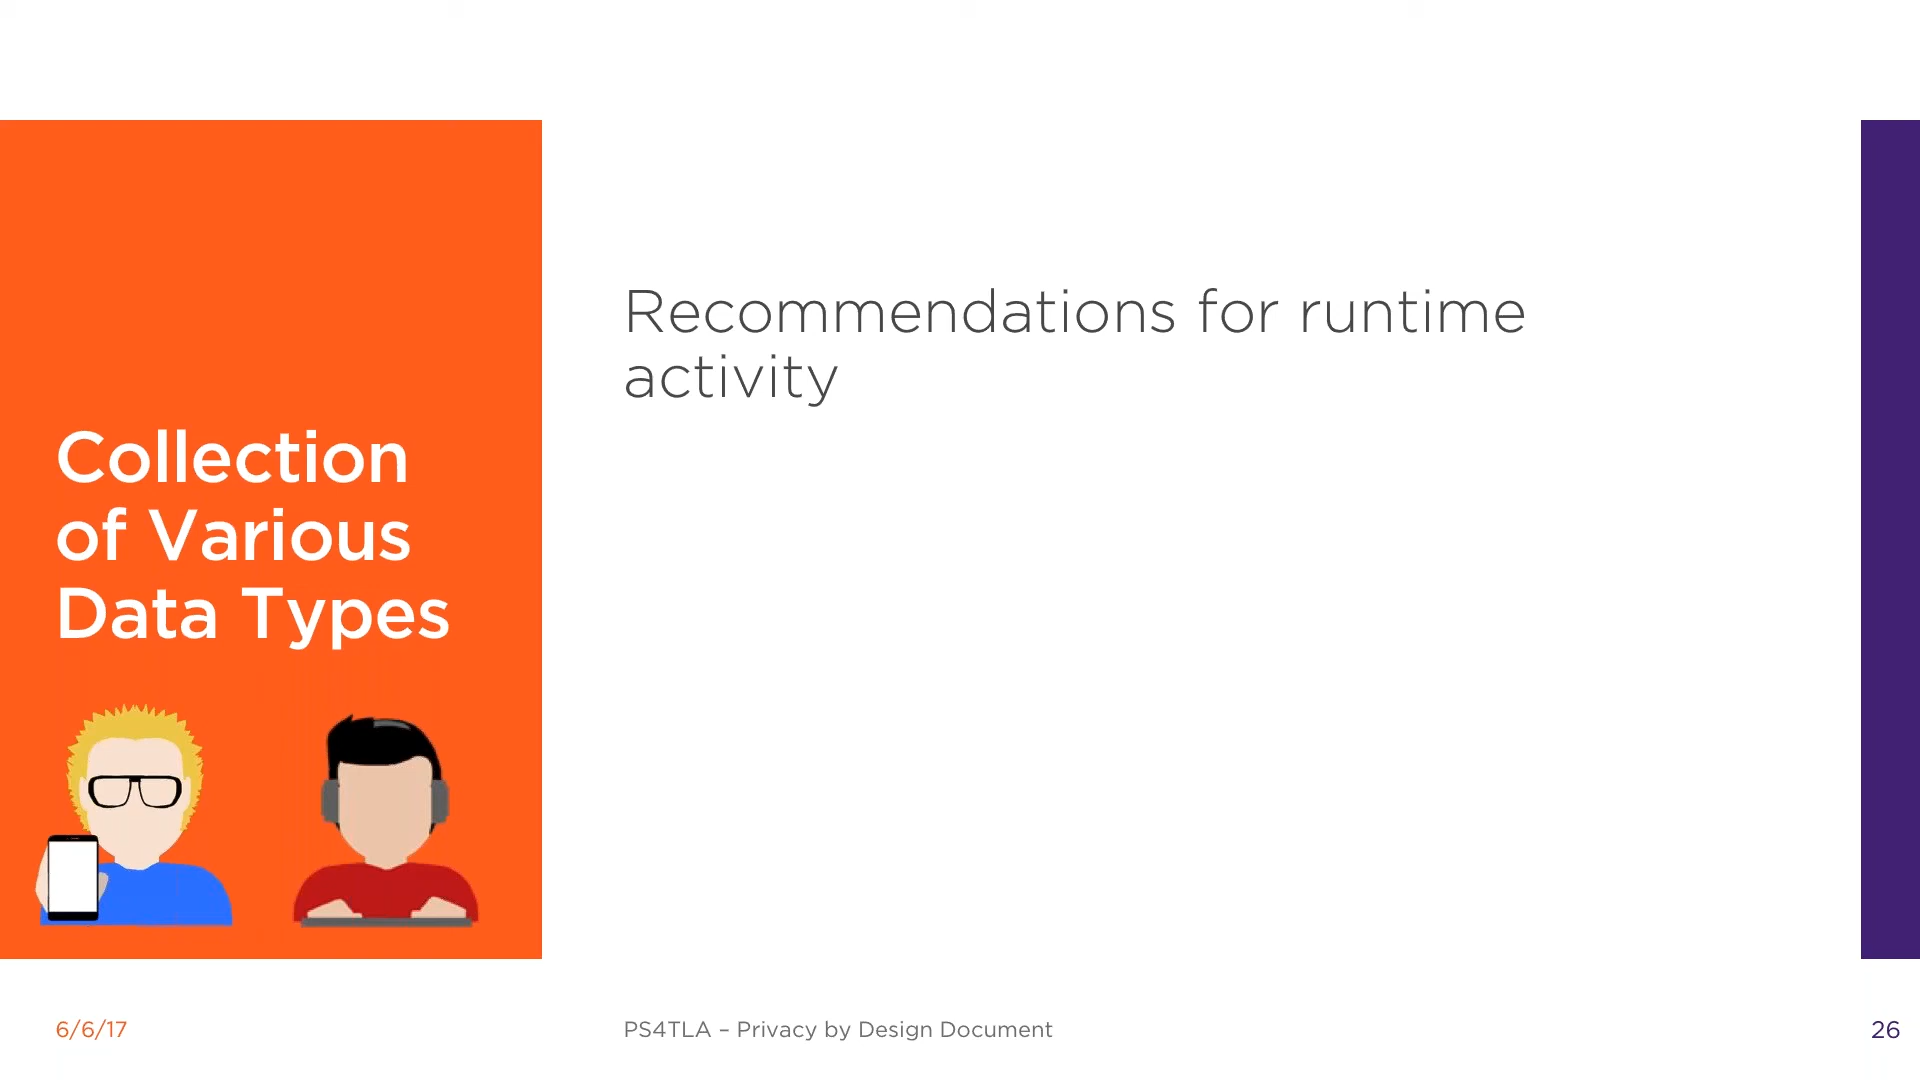 Collection
of Various
Data Types
Recommendations for runtime
activity
6/6/17
PS4TLA – Privacy by Design Document
26